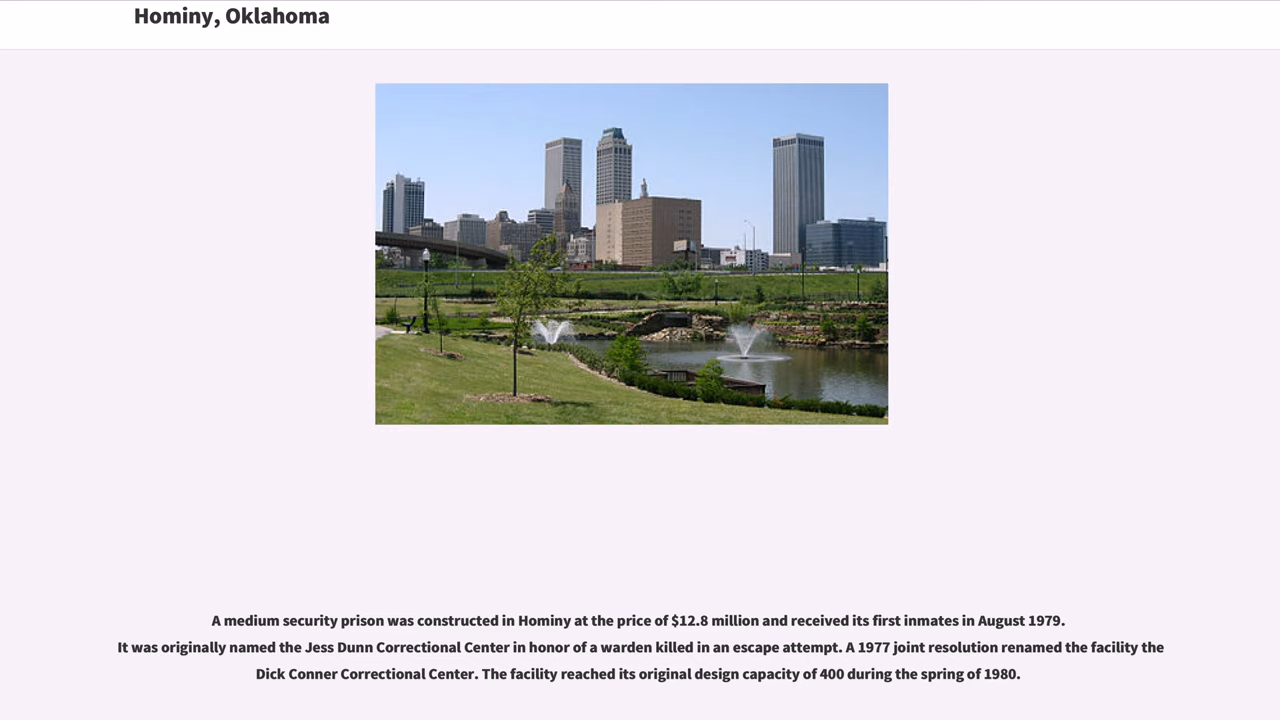 Hominy, Oklahoma
A medium security prison was constructed in Hominy at the price of $12.8 million and received its first inmates in August 1979.
It was originally named the Jess Dunn Correctional Center in honor of a warden killed in an escape attempt. A 1977 joint resolution renamed the facility the
Dick Conner Correctional Center. The facility reached its original design capacity of 400 during the spring of 1980.